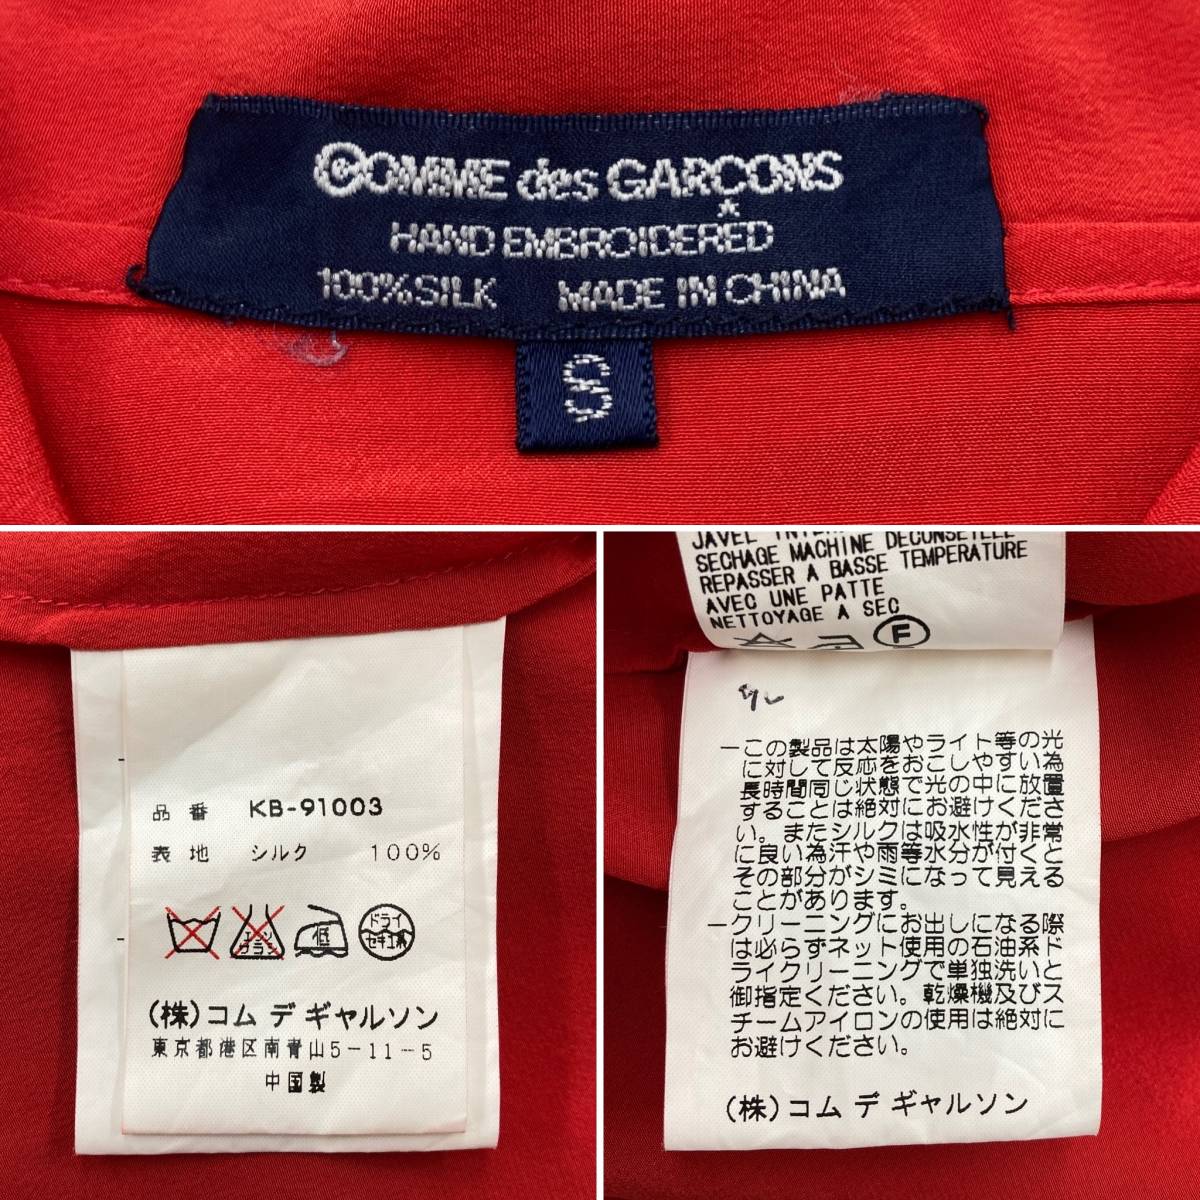 COMME des GARÇONS
HAND EMBROIDERED
100% SILK MADE IN CHINA
S
品番 KB-91003
表地 シルク 100%
エンソ サラシ 低 ドライ セキユ系
(株)コム デ ギャルソン
東京都港区南青山5-11-5
中国製
SECHAGE MACHINE DECONSEILLE
REPASSER A BASSE TEMPERATURE
AVEC UNE PATTE
NETTOYAGE A SEC
F
ーこの製品は太陽やライト等の光
に対して反応をおこしやすい為
長時間同じ状態で光の中に放置
することは絶対にお避けくださ
い。またシルクは吸水性が非常
に良い為汗や雨等水分が付くと
その部分がシミになって見える
ことがあります。
ークリーニングにお出しになる際
は必らずネット使用の石油系ド
ライクリーニングで単独洗いと
御指定ください。乾燥機及びス
チームアイロンの使用は絶対に
お避けください。
(株)コム デ ギャルソン